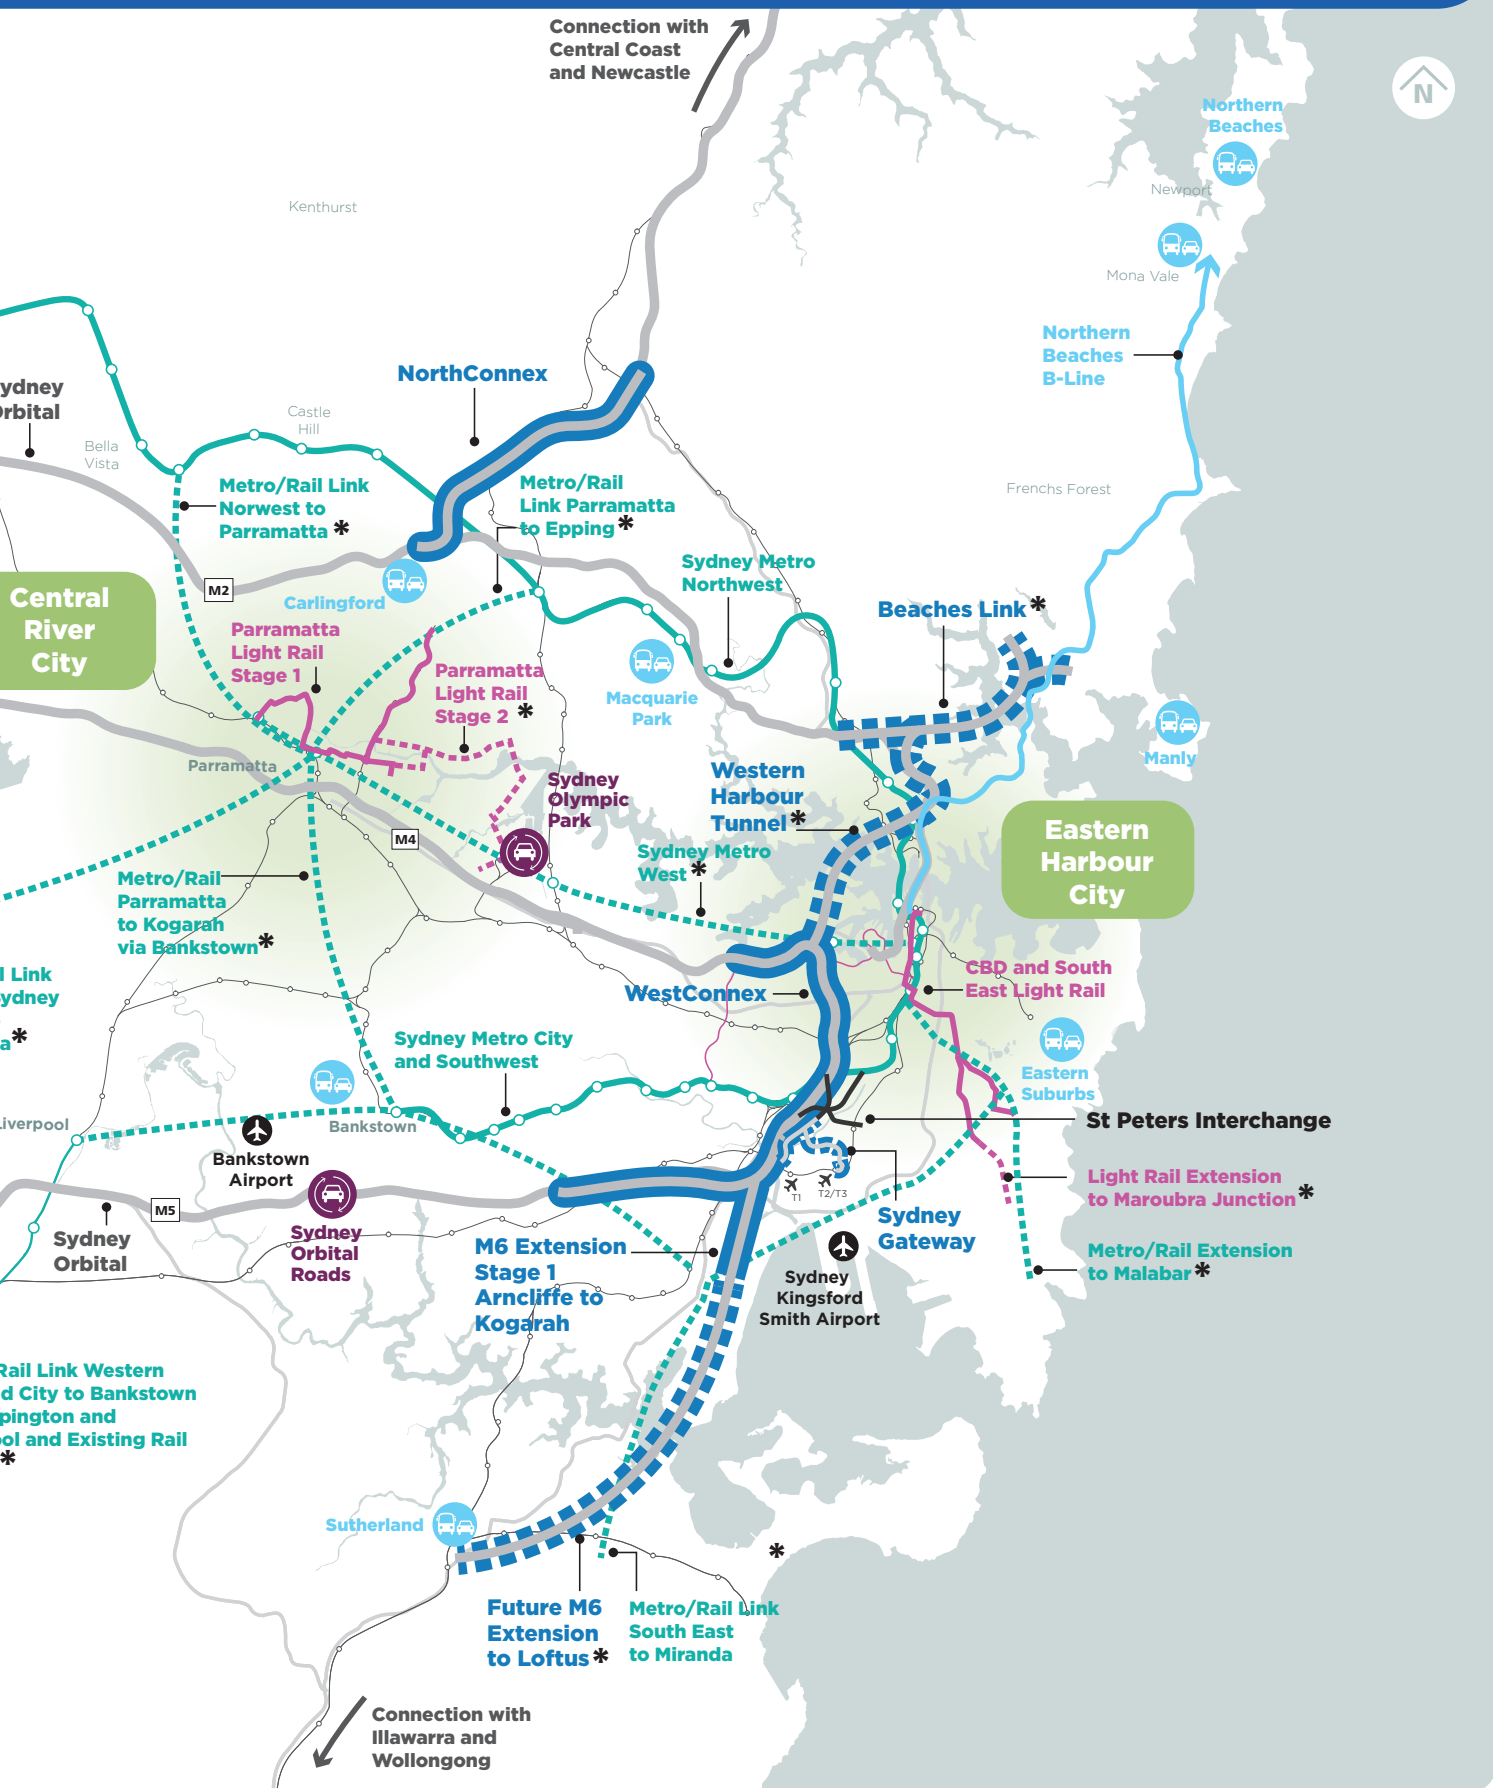 Connection with
Central Coast
and Newcastle
N
Northern
Beaches
Newport
Kenthurst
Mona Vale
Northern
Beaches
B-Line
NorthConnex
ydney
rbital
Castle
Hill
Bella
Vista
Metro/Rail Link
Norwest to
Parramatta *
Metro/Rail
Link Parramatta
to Epping *
Frenchs Forest
Sydney Metro
Northwest
M2
Carlingford
Beaches Link *
Central
River
City
Parramatta
Light Rail
Stage 1
Parramatta
Light Rail
Stage 2 *
Macquarie
Park
Manly
Parramatta
Sydney
Olympic
Park
Western
Harbour
Tunnel *
Eastern
Harbour
City
M4
Sydney Metro
West *
Metro/Rail
Parramatta
to Kogarah
via Bankstown *
l Link
ydney
a *
WestConnex
CBD and South
East Light Rail
Sydney Metro City
and Southwest
Eastern
Suburbs
Liverpool
Bankstown
St Peters Interchange
Bankstown
Airport
T1
T2/T3
Light Rail Extension
to Maroubra Junction *
M5
Sydney
Orbital
Sydney
Orbital
Roads
M6 Extension
Stage 1
Arncliffe to
Kogarah
Sydney
Gateway
Metro/Rail Extension
to Malabar *
Sydney
Kingsford
Smith Airport
Rail Link Western
d City to Bankstown
pington and
ol and Existing Rail
*
Sutherland
*
Future M6
Extension
to Loftus *
Metro/Rail Link
South East
to Miranda
Connection with
Illawarra and
Wollongong